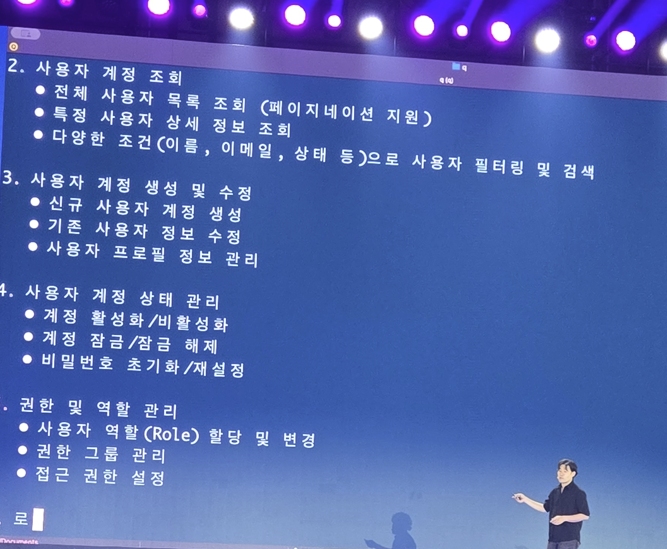 q
q (q)
2. 사용자 계정 조회
● 전체 사용자 목록 조회 (페이지네이션 지원)
● 특정 사용자 상세 정보 조회
● 다양한 조건(이름, 이메일, 상태 등)으로 사용자 필터링 및 검색
3. 사용자 계정 생성 및 수정
● 신규 사용자 계정 생성
● 기존 사용자 정보 수정
● 사용자 프로필 정보 관리
4. 사용자 계정 상태 관리
● 계정 활성화/비활성화
● 계정 잠금/잠금 해제
● 비밀번호 초기화/재설정
. 권한 및 역할 관리
● 사용자 역할(Role) 할당 및 변경
● 권한 그룹 관리
● 접근 권한 설정
. 로
Documents